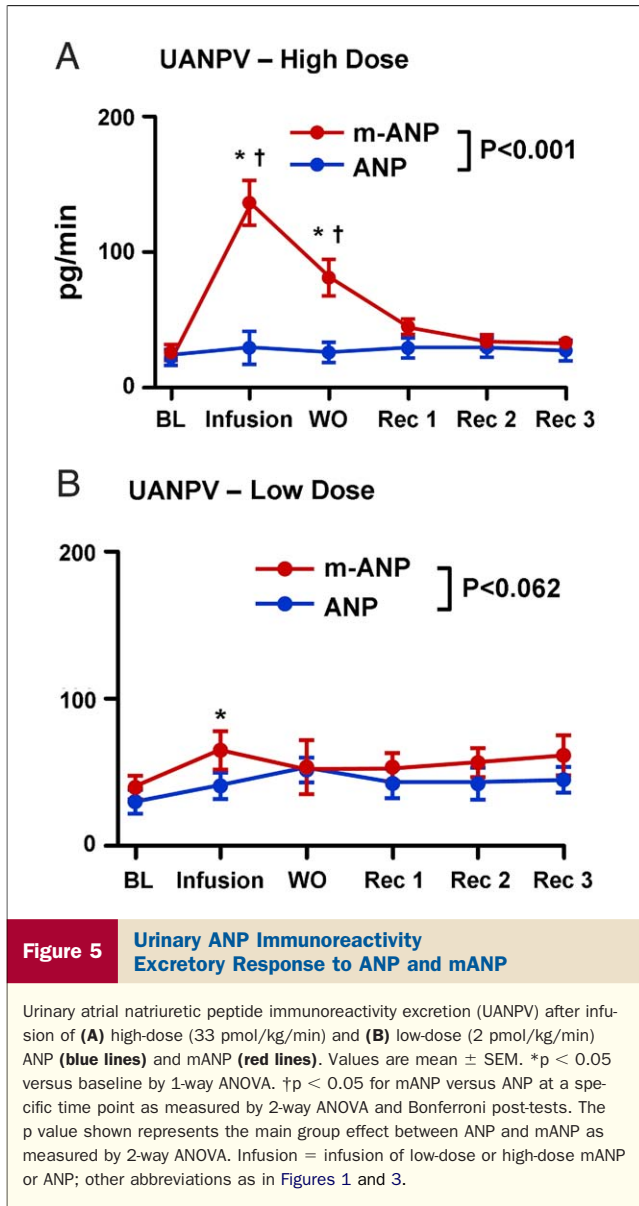 A UANPV – High Dose
200
m-ANP
* †
P<0.001
ANP
* †
pg/min
100
0
BL Infusion WO Rec 1 Rec 2 Rec 3
B UANPV – Low Dose
200
m-ANP
P<0.062
ANP
100
*
0
BL Infusion WO Rec 1 Rec 2 Rec 3
Figure 5
Urinary ANP Immunoreactivity
Excretory Response to ANP and mANP
Urinary atrial natriuretic peptide immunoreactivity excretion (UANPV) after infu-
sion of (A) high-dose (33 pmol/kg/min) and (B) low-dose (2 pmol/kg/min)
ANP (blue lines) and mANP (red lines). Values are mean ± SEM. *p < 0.05
versus baseline by 1-way ANOVA. †p < 0.05 for mANP versus ANP at a spe-
cific time point as measured by 2-way ANOVA and Bonferroni post-tests. The
p value shown represents the main group effect between ANP and mANP as
measured by 2-way ANOVA. Infusion = infusion of low-dose or high-dose mANP
or ANP; other abbreviations as in Figures 1 and 3.